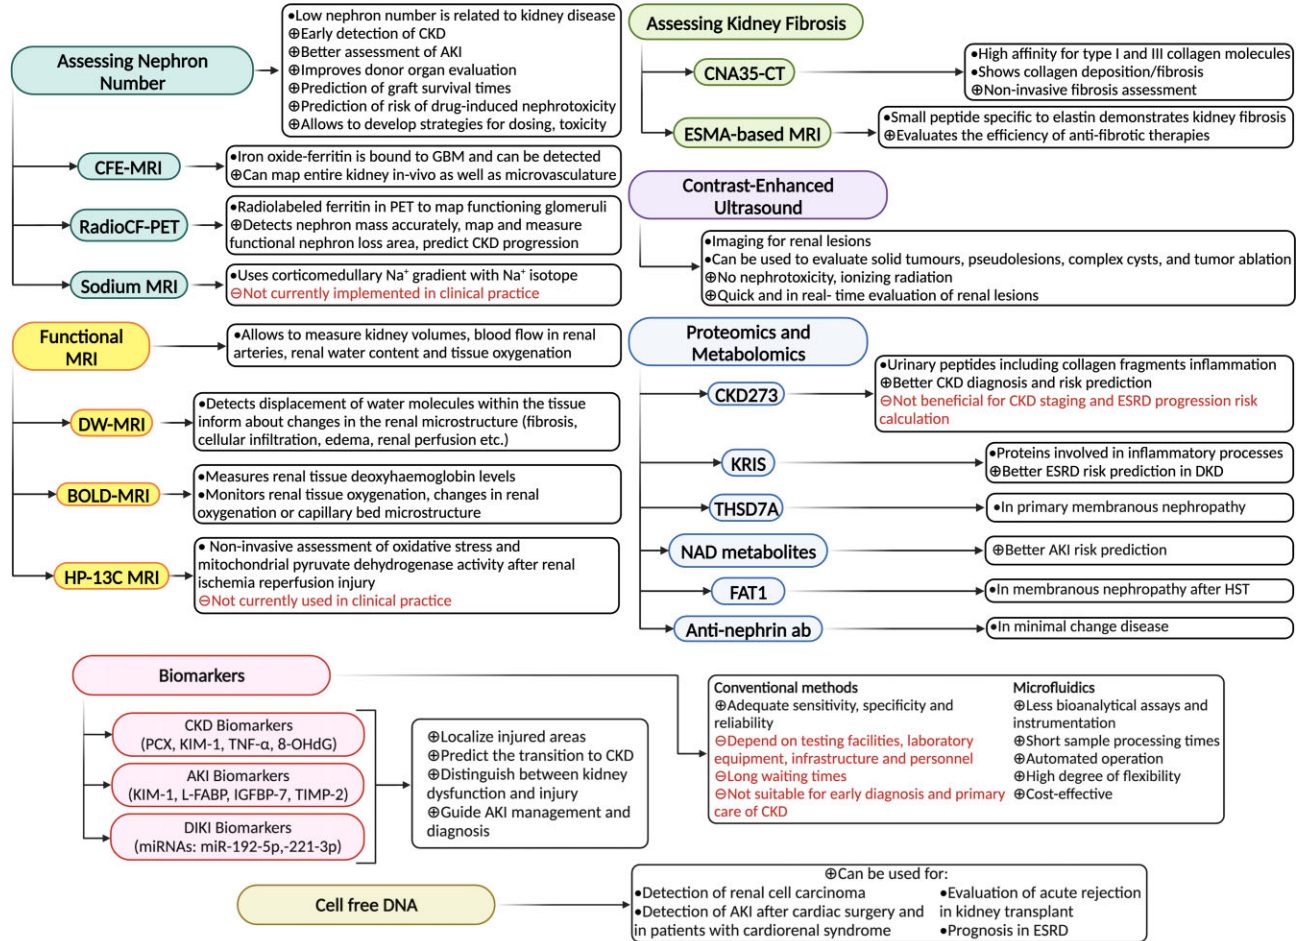 Assessing Nephron
Number
●Low nephron number is related to kidney disease
⊕Early detection of CKD
⊕Better assessment of AKI
⊕Improves donor organ evaluation
⊕Prediction of graft survival times
⊕Prediction of risk of drug-induced nephrotoxicity
⊕Allows to develop strategies for dosing, toxicity
CFE-MRI
●Iron oxide-ferritin is bound to GBM and can be detected
⊕Can map entire kidney in-vivo as well as microvasculature
RadioCF-PET
●Radiolabeled ferritin in PET to map functioning glomeruli
⊕Detects nephron mass accurately, map and measure
functional nephron loss area, predict CKD progression
Sodium MRI
●Uses corticomedullary Na⁺ gradient with Na⁺ isotope
⊖Not currently implemented in clinical practice
Functional
MRI
●Allows to measure kidney volumes, blood flow in renal
arteries, renal water content and tissue oxygenation
DW-MRI
●Detects displacement of water molecules within the tissue
inform about changes in the renal microstructure (fibrosis,
cellular infiltration, edema, renal perfusion etc.)
BOLD-MRI
●Measures renal tissue deoxyhaemoglobin levels
●Monitors renal tissue oxygenation, changes in renal
oxygenation or capillary bed microstructure
HP-13C MRI
● Non-invasive assessment of oxidative stress and
mitochondrial pyruvate dehydrogenase activity after renal
ischemia reperfusion injury
⊖Not currently used in clinical practice
Assessing Kidney Fibrosis
CNA35-CT
●High affinity for type I and III collagen molecules
●Shows collagen deposition/fibrosis
⊕Non-invasive fibrosis assessment
ESMA-based MRI
●Small peptide specific to elastin demonstrates kidney fibrosis
⊕Evaluates the efficiency of anti-fibrotic therapies
Contrast-Enhanced
Ultrasound
●Imaging for renal lesions
●Can be used to evaluate solid tumours, pseudolesions, complex cysts, and tumor ablation
⊕No nephrotoxicity, ionizing radiation
⊕Quick and in real- time evaluation of renal lesions
Proteomics and
Metabolomics
CKD273
●Urinary peptides including collagen fragments inflammation
⊕Better CKD diagnosis and risk prediction
⊖Not beneficial for CKD staging and ESRD progression risk
calculation
KRIS
●Proteins involved in inflammatory processes
⊕Better ESRD risk prediction in DKD
THSD7A
●In primary membranous nephropathy
NAD metabolites
⊕Better AKI risk prediction
FAT1
●In membranous nephropathy after HST
Anti-nephrin ab
●In minimal change disease
Biomarkers
CKD Biomarkers
(PCX, KIM-1, TNF-α, 8-OHdG)
AKI Biomarkers
(KIM-1, L-FABP, IGFBP-7, TIMP-2)
DIKI Biomarkers
(miRNAs: miR-192-5p,-221-3p)
⊕Localize injured areas
⊕Predict the transition to CKD
⊕Distinguish between kidney
dysfunction and injury
⊕Guide AKI management and
diagnosis
Conventional methods
⊕Adequate sensitivity, specificity and
reliability
⊖Depend on testing facilities, laboratory
equipment, infrastructure and personnel
⊖Long waiting times
⊖Not suitable for early diagnosis and primary
care of CKD
Microfluidics
⊕Less bioanalytical assays and
instrumentation
⊕Short sample processing times
⊕Automated operation
⊕High degree of flexibility
⊕Cost-effective
Cell free DNA
⊕Can be used for:
●Detection of renal cell carcinoma
●Detection of AKI after cardiac surgery and
in patients with cardiorenal syndrome
●Evaluation of acute rejection
in kidney transplant
●Prognosis in ESRD